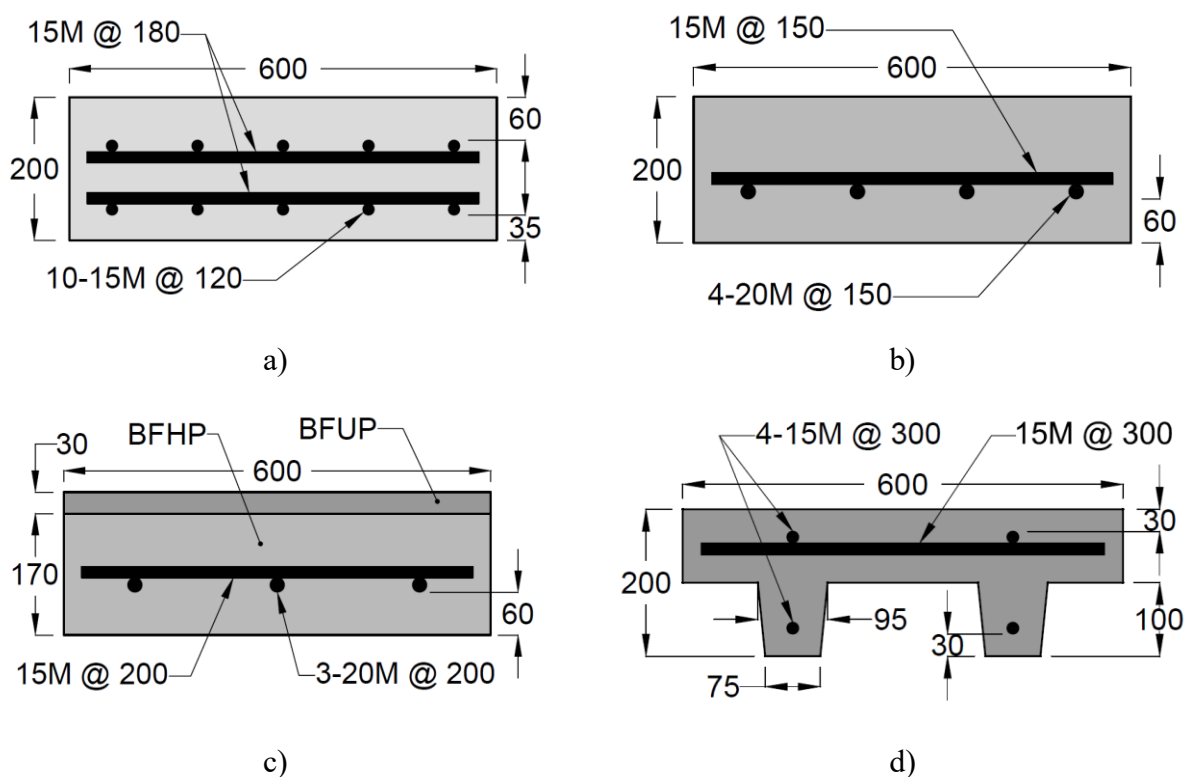 15M @ 180
600
200
60
35
10-15M @ 120
a)
15M @ 150
600
200
60
4-20M @ 150
b)
BFHP
BFUP
30
600
170
60
15M @ 200
3-20M @ 200
c)
4-15M @ 300
15M @ 300
600
30
200
95
100
30
75
d)